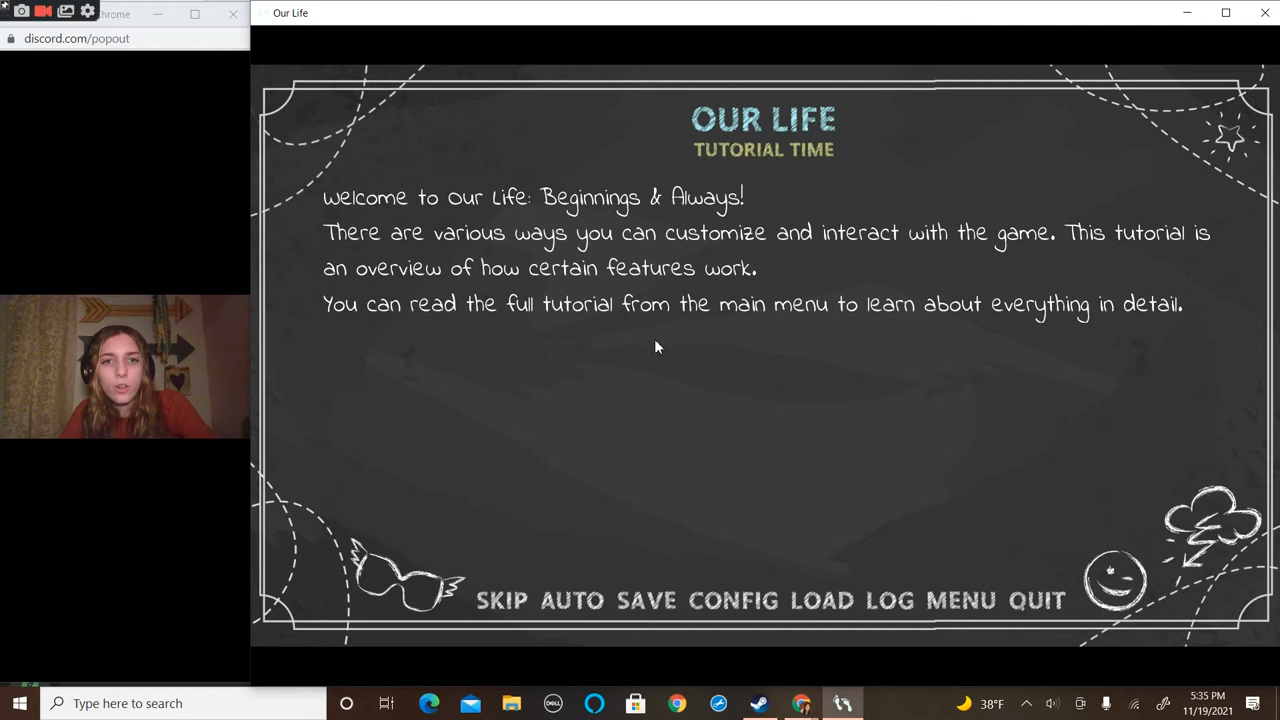 hrome
discord.com/popout
Our Life
OUR LIFE
TUTORIAL TIME
Welcome to Our Life: Beginnings & Always!
There are various ways you can customize and interact with the game. This tutorial is
an overview of how certain features work.
You can read the full tutorial from the main menu to learn about everything in detail.
SKIP AUTO SAVE CONFIG LOAD LOG MENU QUIT
Type here to search
DELL
38°F
5:35 PM
11/19/2021